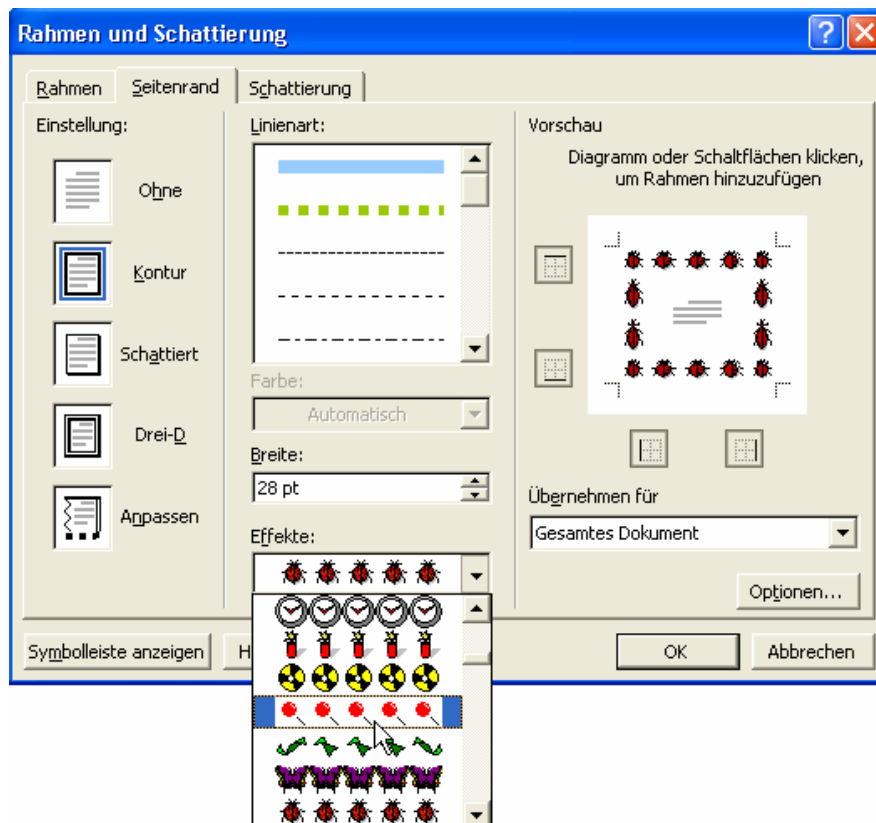 Rahmen und Schattierung
Rahmen
Seitenrand
Schattierung
Einstellung:
Ohne
Kontur
Schattiert
Drei-D
Anpassen
Linienart:
Farbe:
Automatisch
Breite:
28 pt
Effekte:
Vorschau
Diagramm oder Schaltflächen klicken,
um Rahmen hinzuzufügen
Übernehmen für
Gesamtes Dokument
Optionen...
Symbolleiste anzeigen
H
OK
Abbrechen